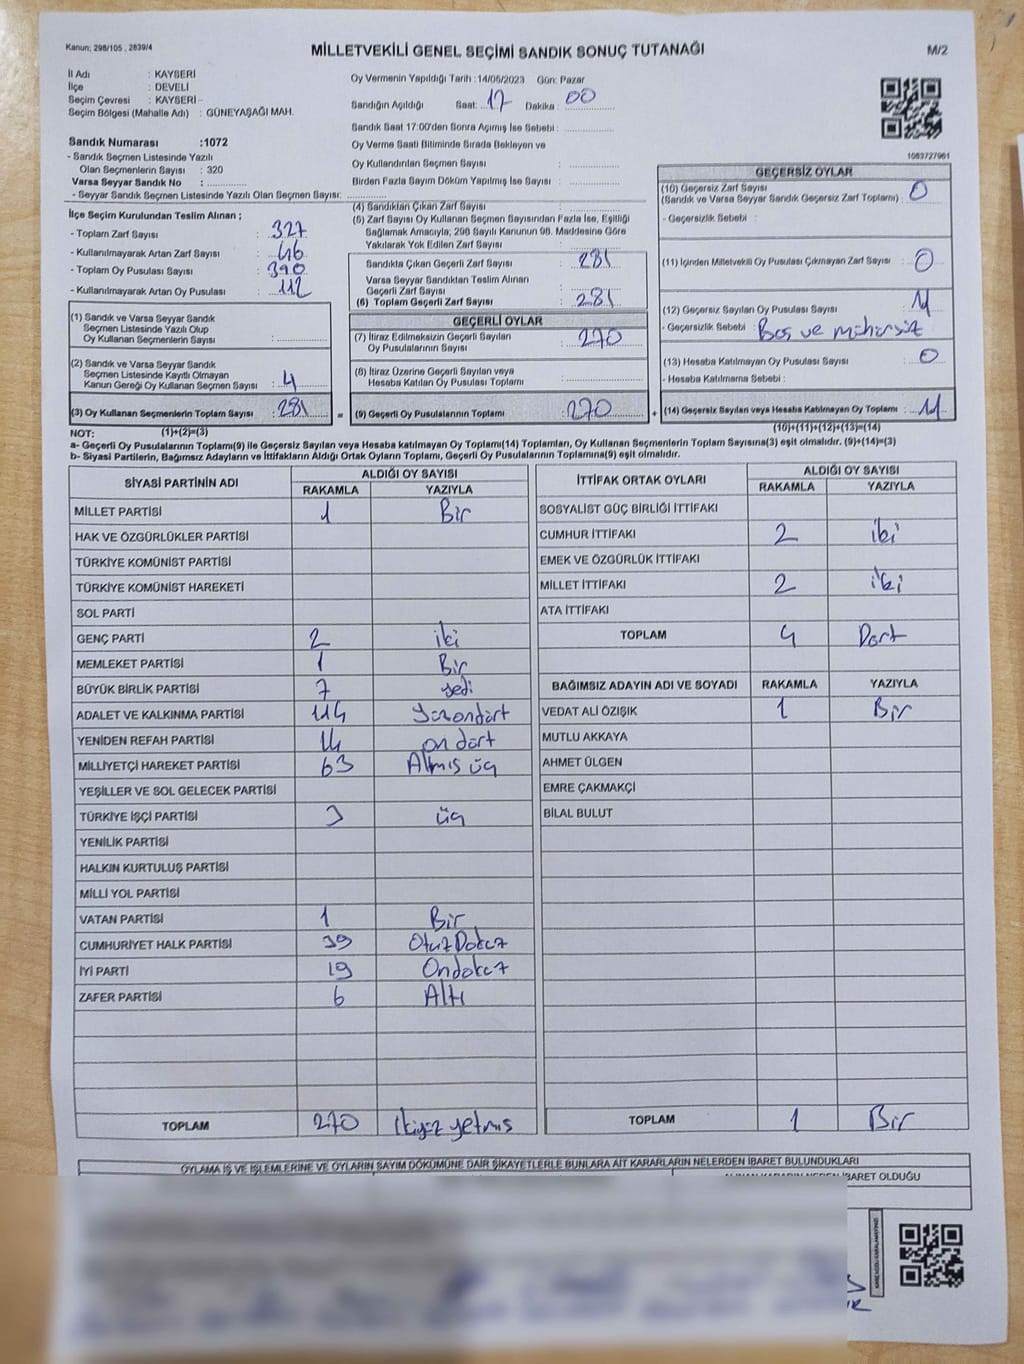 Kanun; 298/105 , 2839/4
MİLLETVEKİLİ GENEL SEÇİMİ SANDIK SONUÇ TUTANAĞI
M/2
İl Adı : KAYSERİ
İlçe : DEVELİ
Seçim Çevresi : KAYSERİ -
Seçim Bölgesi (Mahalle Adı) : GÜNEYAŞAĞI MAH.
Oy Vermenin Yapıldığı Tarih : 14/05/2023 Gün: Pazar
Sandığın Açıldığı Saat: 17 Dakika : 00
Sandık Saat 17:00'den Sonra Açılmış İse Sebebi :
Sandık Numarası :1072
- Sandık Seçmen Listesinde Yazılı
Olan Seçmenlerin Sayısı : 320
Varsa Seyyar Sandık No :
- Seyyar Sandık Seçmen Listesinde Yazılı Olan Seçmen Sayısı:
Oy Verme Saati Bitiminde Sırada Bekleyen ve
Oy Kullandırılan Seçmen Sayısı :
Birden Fazla Sayım Döküm Yapılmış İse Sayısı :
1083727961
İlçe Seçim Kurulundan Teslim Alınan ;
- Toplam Zarf Sayısı : 327
- Kullanılmayarak Artan Zarf Sayısı : 46
- Toplam Oy Pusulası Sayısı : 390
- Kullanılmayarak Artan Oy Pusulası : 112
(1) Sandık ve Varsa Seyyar Sandık
Seçmen Listesinde Yazılı Olup
Oy Kullanan Seçmenlerin Sayısı :
(2) Sandık ve Varsa Seyyar Sandık
Seçmen Listesinde Kayıtlı Olmayan
Kanun Gereği Oy Kullanan Seçmen Sayısı : 4
(3) Oy Kullanan Seçmenlerin Toplam Sayısı : 281
(1)+(2)=(3)
(4) Sandıktan Çıkan Zarf Sayısı :
(5) Zarf Sayısı Oy Kullanan Seçmen Sayısından Fazla İse, Eşitliği
Sağlamak Amacıyla; 298 Sayılı Kanunun 98. Maddesine Göre
Yakılarak Yok Edilen Zarf Sayısı :
Sandıkta Çıkan Geçerli Zarf Sayısı : 281
Varsa Seyyar Sandıktan Teslim Alınan
Geçerli Zarf Sayısı :
(6) Toplam Geçerli Zarf Sayısı : 281
GEÇERLİ OYLAR
(7) İtiraz Edilmeksizin Geçerli Sayılan
Oy Pusulalarının Sayısı : 270
(8) İtiraz Üzerine Geçerli Sayılan veya
Hesaba Katılan Oy Pusulası Toplamı :
= (9) Geçerli Oy Pusulalarının Toplamı : 270 +
GEÇERSİZ OYLAR
(10) Geçersiz Zarf Sayısı
(Sandık ve Varsa Seyyar Sandık Geçersiz Zarf Toplamı) : 0
- Geçersizlik Sebebi :
(11) İçinden Milletvekili Oy Pusulası Çıkmayan Zarf Sayısı : 0
(12) Geçersiz Sayılan Oy Pusulası Sayısı : 11
- Geçersizlik Sebebi : Boş ve mühürsüz
(13) Hesaba Katılmayan Oy Pusulası Sayısı : 0
- Hesaba Katılmama Sebebi :
(14) Geçersiz Sayılan veya Hesaba Katılmayan Oy Toplamı : 11
(10)+(11)+(12)+(13)=(14)
NOT:
a- Geçerli Oy Pusulalarının Toplamı(9) ile Geçersiz Sayılan veya Hesaba katılmayan Oy Toplamı(14) Toplamları, Oy Kullanan Seçmenlerin Toplam Sayısına(3) eşit olmalıdır. (9)+(14)=(3)
b- Siyasi Partilerin, Bağımsız Adayların ve İttifakların Aldığı Ortak Oyların Toplamı, Geçerli Oy Pusulalarının Toplamına(9) eşit olmalıdır.
SİYASİ PARTİNİN ADI ALDIĞI OY SAYISI
RAKAMLA YAZIYLA
MİLLET PARTİSİ 1 Bir
HAK VE ÖZGÜRLÜKLER PARTİSİ
TÜRKİYE KOMÜNİST PARTİSİ
TÜRKİYE KOMÜNİST HAREKETİ
SOL PARTİ
GENÇ PARTİ 2 iki
MEMLEKET PARTİSİ 1 Bir
BÜYÜK BİRLİK PARTİSİ 7 yedi
ADALET VE KALKINMA PARTİSİ 114 Yüzondört
YENİDEN REFAH PARTİSİ 14 on dört
MİLLİYETÇİ HAREKET PARTİSİ 63 Altmış üç
YEŞİLLER VE SOL GELECEK PARTİSİ
TÜRKİYE İŞÇİ PARTİSİ 3 üç
YENİLİK PARTİSİ
HALKIN KURTULUŞ PARTİSİ
MİLLİ YOL PARTİSİ
VATAN PARTİSİ 1 Bir
CUMHURİYET HALK PARTİSİ 39 OtuzDokuz
İYİ PARTİ 19 Ondokuz
ZAFER PARTİSİ 6 Altı
TOPLAM 270 İkiyüz yetmiş
İTTİFAK ORTAK OYLARI ALDIĞI OY SAYISI
RAKAMLA YAZIYLA
SOSYALİST GÜÇ BİRLİĞİ İTTİFAKI
CUMHUR İTTİFAKI 2 iki
EMEK VE ÖZGÜRLÜK İTTİFAKI
MİLLET İTTİFAKI 2 iki
ATA İTTİFAKI
TOPLAM 4 Dört
BAĞIMSIZ ADAYIN ADI VE SOYADI RAKAMLA YAZIYLA
VEDAT ALİ ÖZIŞIK 1 Bir
MUTLU AKKAYA
AHMET ÜLGEN
EMRE ÇAKMAKÇİ
BİLAL BULUT
TOPLAM 1 Bir
OYLAMA İŞ VE İŞLEMLERİNE VE OYLARIN SAYIM DÖKÜMÜNE DAİR ŞİKAYETLERLE BUNLARA AİT KARARLARIN NELERDEN İBARET BULUNDUKLARI
İBARET OLDUĞU